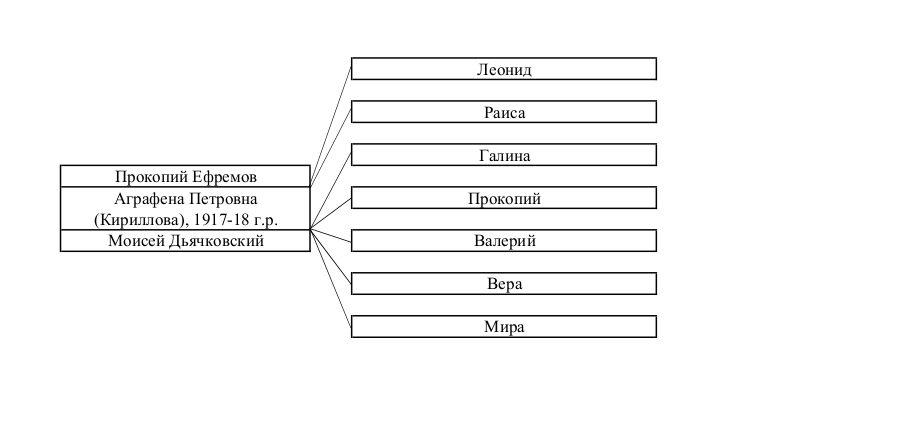 Прокопий Ефремов
Аграфена Петровна
(Кириллова), 1917-18 г.р.
Моисей Дьячковский
Леонид
Раиса
Галина
Прокопий
Валерий
Вера
Мира